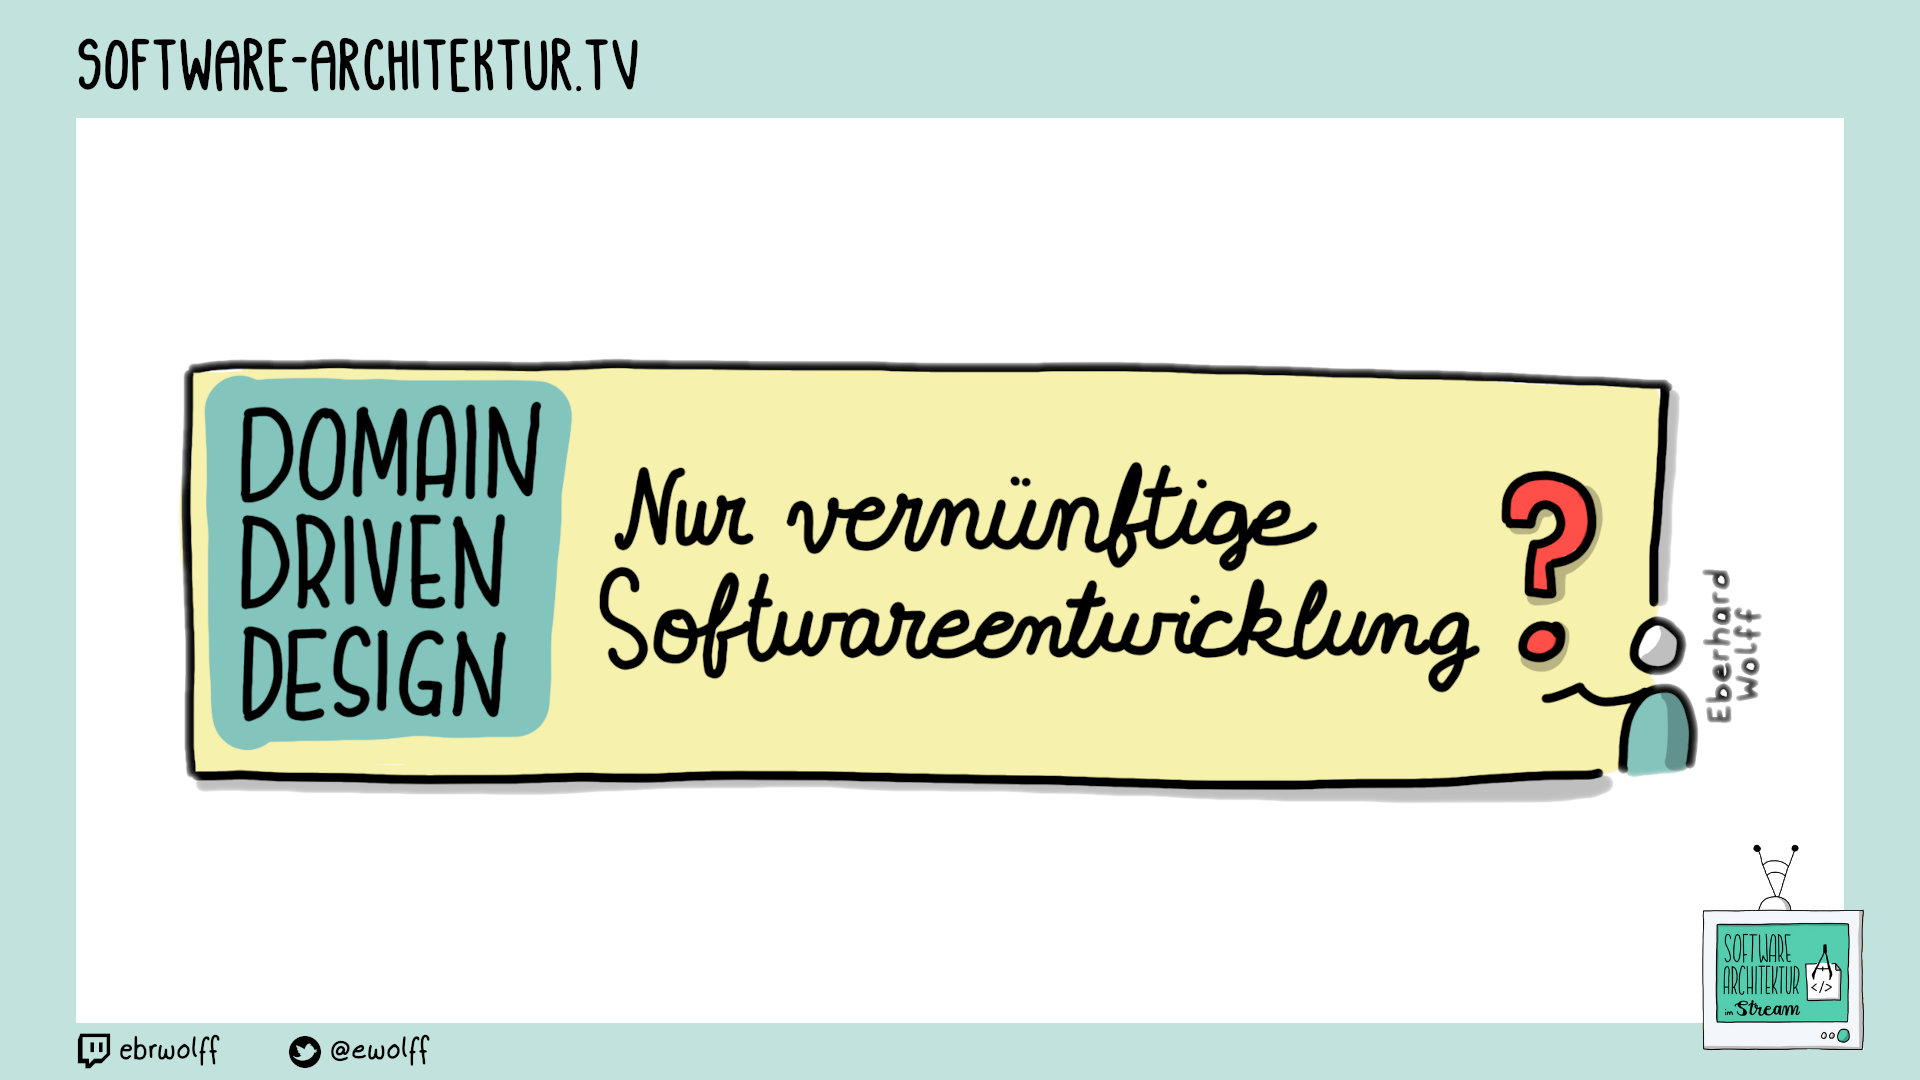 SOFTWARE-ARCHITEKTUR.TV
DOMAIN
DRIVEN
DESIGN
Nur vernünftige
Softwareentwicklung
?
Eberhard
Wolff
SOFTWARE
ARCHITEKTUR
</>
im Stream
ebrwolff
@ewolff